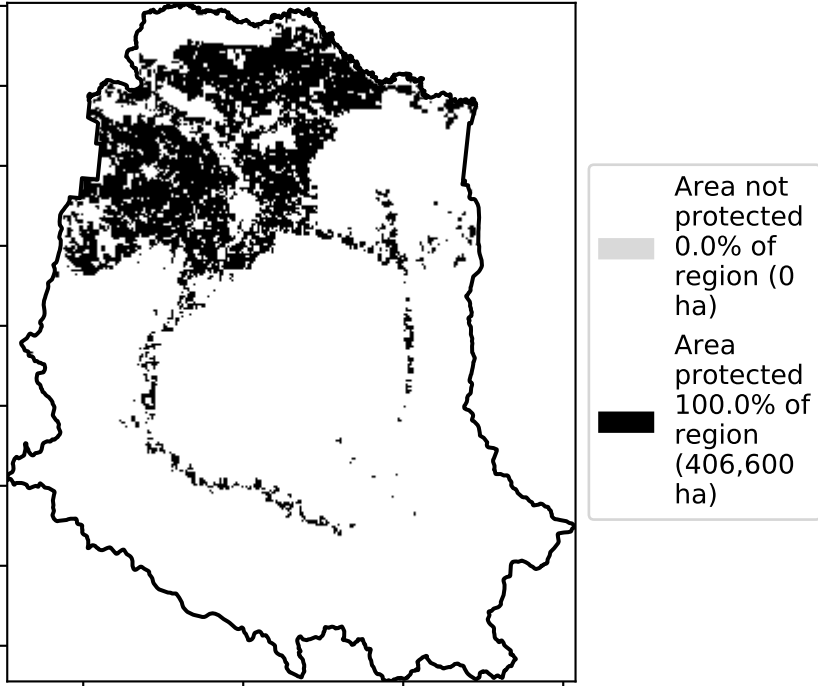 Area not
protected
0.0% of
region (0
ha)
Area
protected
100.0% of
region
(406,600
ha)